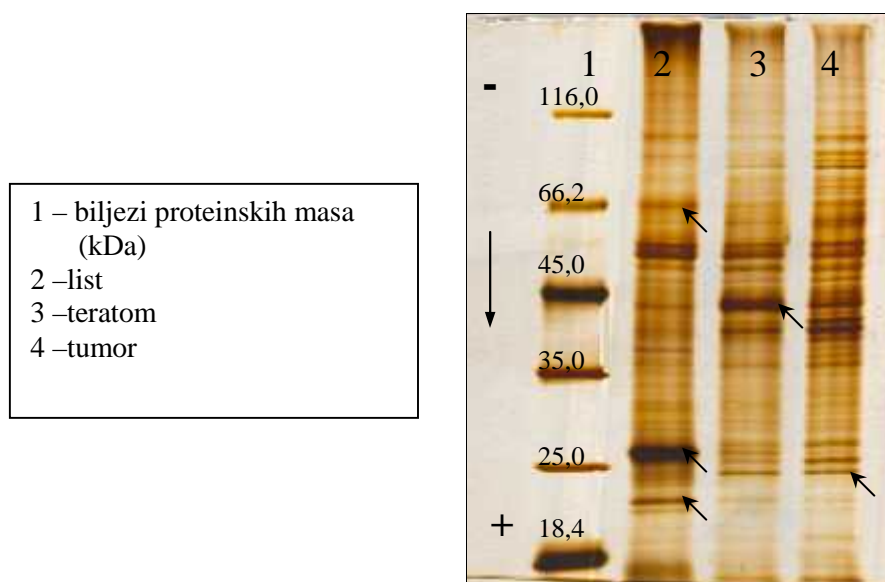 1 – biljezi proteinskih masa
(kDa)
2 –list
3 –teratom
4 –tumor
1 2 3 4
-
116,0
66,2
45,0
35,0
25,0
+
18,4